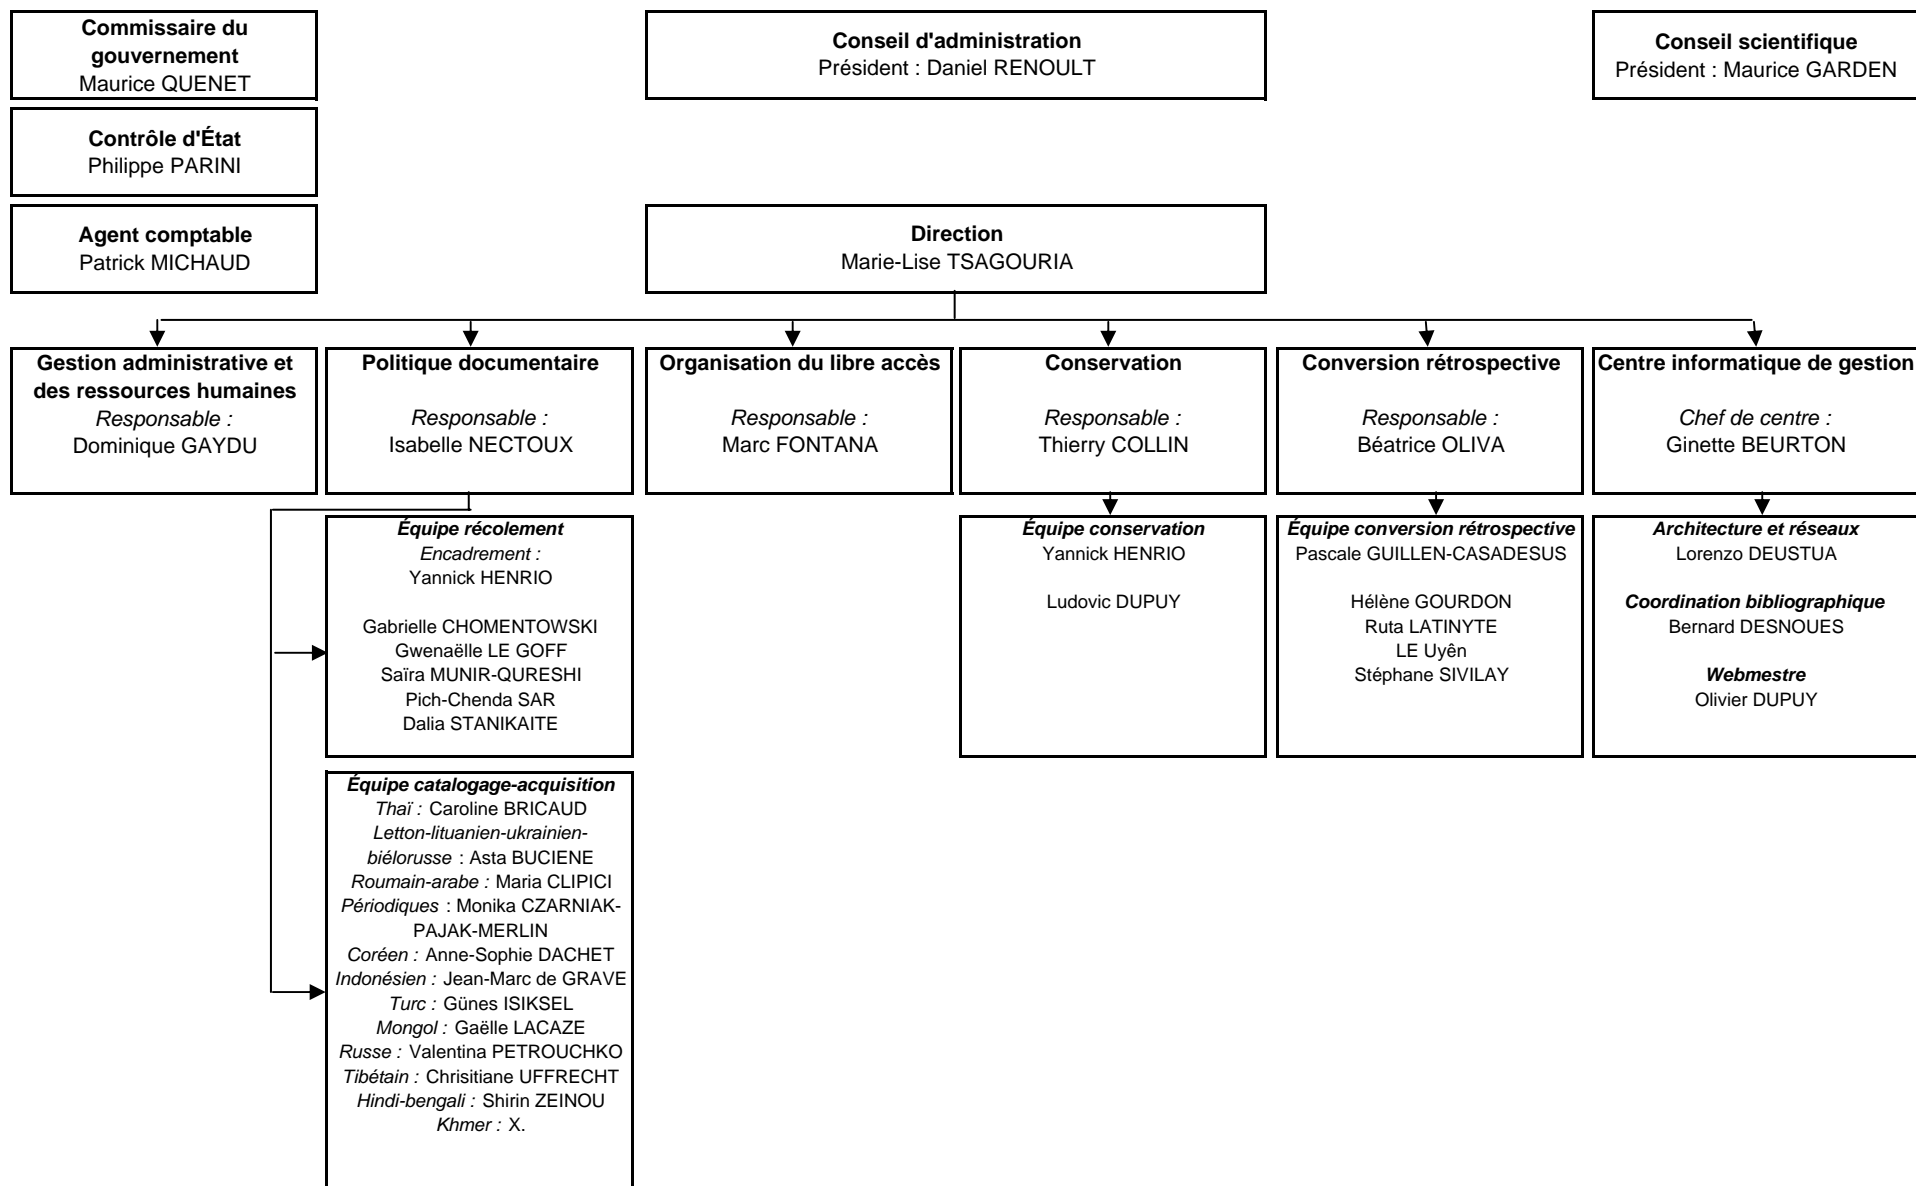 Commissaire du
gouvernement
Maurice QUENET
Conseil d'administration
Président : Daniel RENOULT
Conseil scientifique
Président : Maurice GARDEN
Contrôle d'État
Philippe PARINI
Agent comptable
Patrick MICHAUD
Direction
Marie-Lise TSAGOURIA
Gestion administrative et
des ressources humaines
Responsable :
Dominique GAYDU
Politique documentaire
Responsable :
Isabelle NECTOUX
Organisation du libre accès
Responsable :
Marc FONTANA
Conservation
Responsable :
Thierry COLLIN
Conversion rétrospective
Responsable :
Béatrice OLIVA
Centre informatique de gestion
Chef de centre :
Ginette BEURTON
Équipe récolement
Encadrement :
Yannick HENRIO
Gabrielle CHOMENTOWSKI
Gwenaëlle LE GOFF
Saïra MUNIR-QURESHI
Pich-Chenda SAR
Dalia STANIKAITE
Équipe conservation
Yannick HENRIO
Ludovic DUPUY
Équipe conversion rétrospective
Pascale GUILLEN-CASADESUS
Hélène GOURDON
Ruta LATINYTE
LE Uyên
Stéphane SIVILAY
Architecture et réseaux
Lorenzo DEUSTUA
Coordination bibliographique
Bernard DESNOUES
Webmestre
Olivier DUPUY
Équipe catalogage-acquisition
Thaï : Caroline BRICAUD
Letton-lituanien-ukrainien-
biélorusse : Asta BUCIENE
Roumain-arabe : Maria CLIPICI
Périodiques : Monika CZARNIAK-
PAJAK-MERLIN
Coréen : Anne-Sophie DACHET
Indonésien : Jean-Marc de GRAVE
Turc : Günes ISIKSEL
Mongol : Gaëlle LACAZE
Russe : Valentina PETROUCHKO
Tibétain : Chrisitiane UFFRECHT
Hindi-bengali : Shirin ZEINOU
Khmer : X.